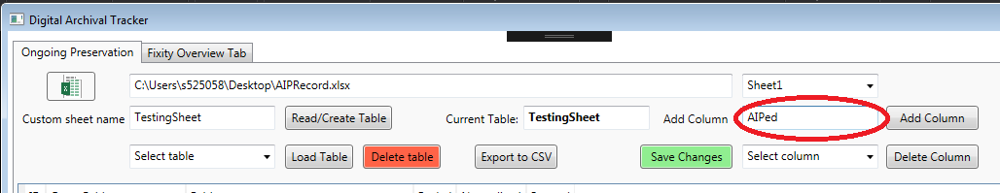 Digital Archival Tracker
Ongoing Preservation Fixity Overview Tab
C:\Users\s525058\Desktop\AIPRecord.xlsx Sheet1
Custom sheet name TestingSheet Read/Create Table Current Table: TestingSheet Add Column AIPed Add Column
Select table Load Table Delete table Export to CSV Save Changes Select column Delete Column